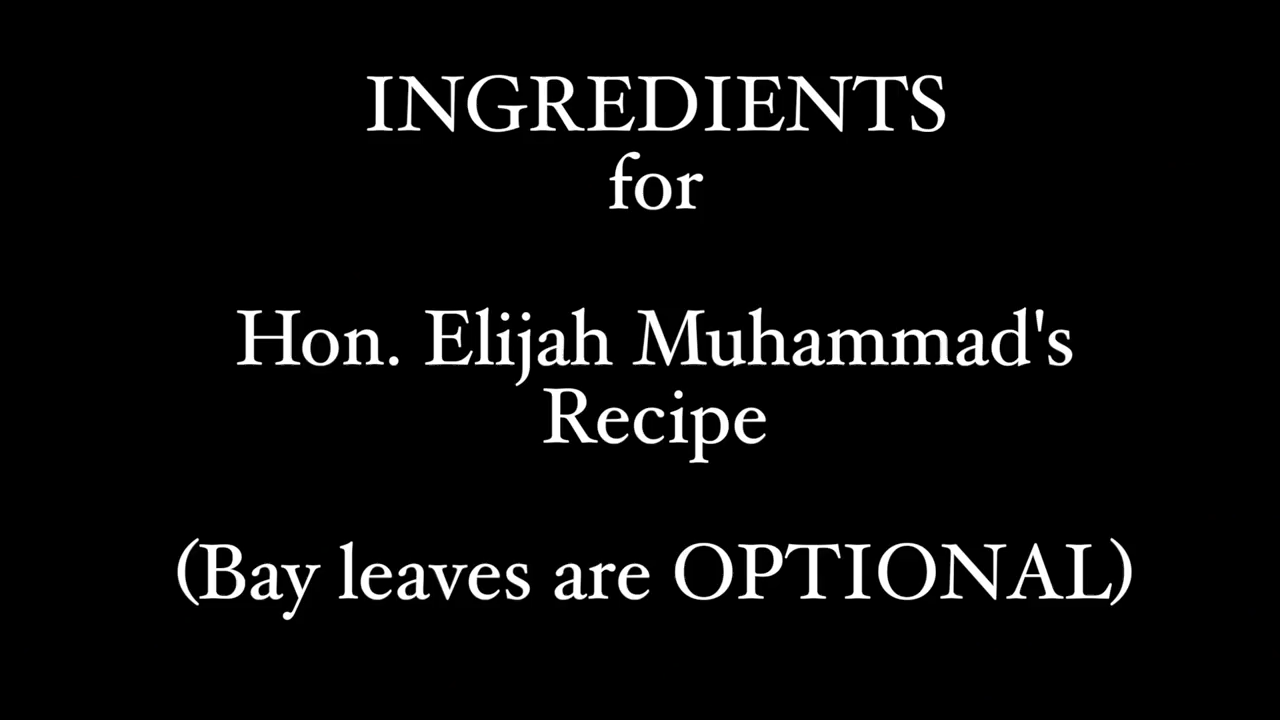 INGREDIENTS
for
Hon. Elijah Muhammad's
Recipe
(Bay leaves are OPTIONAL)